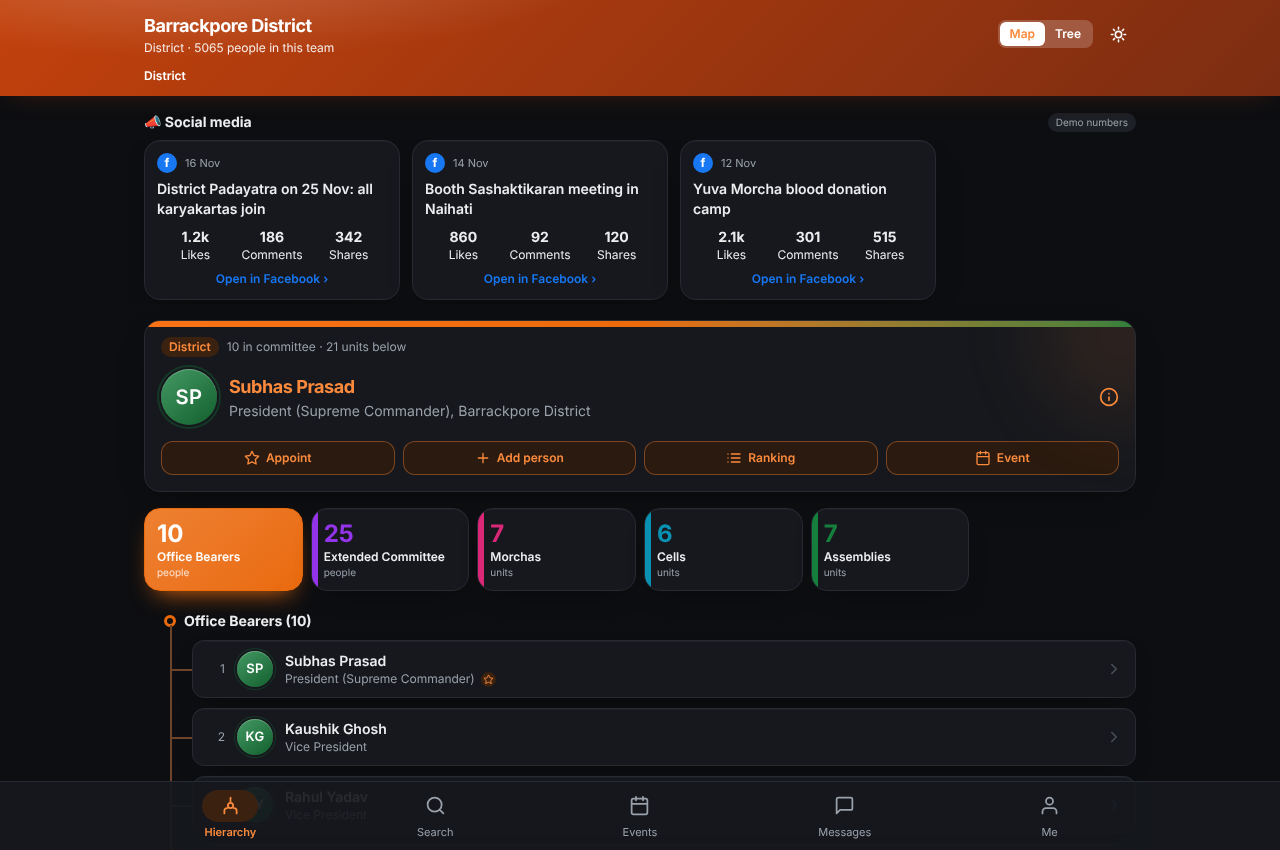 Barrackpore District
District · 5065 people in this team
District
Map Tree
📣 Social media
Demo numbers
f 16 Nov
District Padayatra on 25 Nov: all
karyakartas join
1.2k 186 342
Likes Comments Shares
Open in Facebook ›
f 14 Nov
Booth Sashaktikaran meeting in
Naihati
860 92 120
Likes Comments Shares
Open in Facebook ›
f 12 Nov
Yuva Morcha blood donation
camp
2.1k 301 515
Likes Comments Shares
Open in Facebook ›
District 10 in committee · 21 units below
SP Subhas Prasad
President (Supreme Commander), Barrackpore District
Appoint Add person Ranking Event
10
Office Bearers
people
25
Extended Committee
people
7
Morchas
units
6
Cells
units
7
Assemblies
units
Office Bearers (10)
1 SP Subhas Prasad
President (Supreme Commander)
2 KG Kaushik Ghosh
Vice President
Rahul Yadav
Vice President
Hierarchy Search Events Messages Me